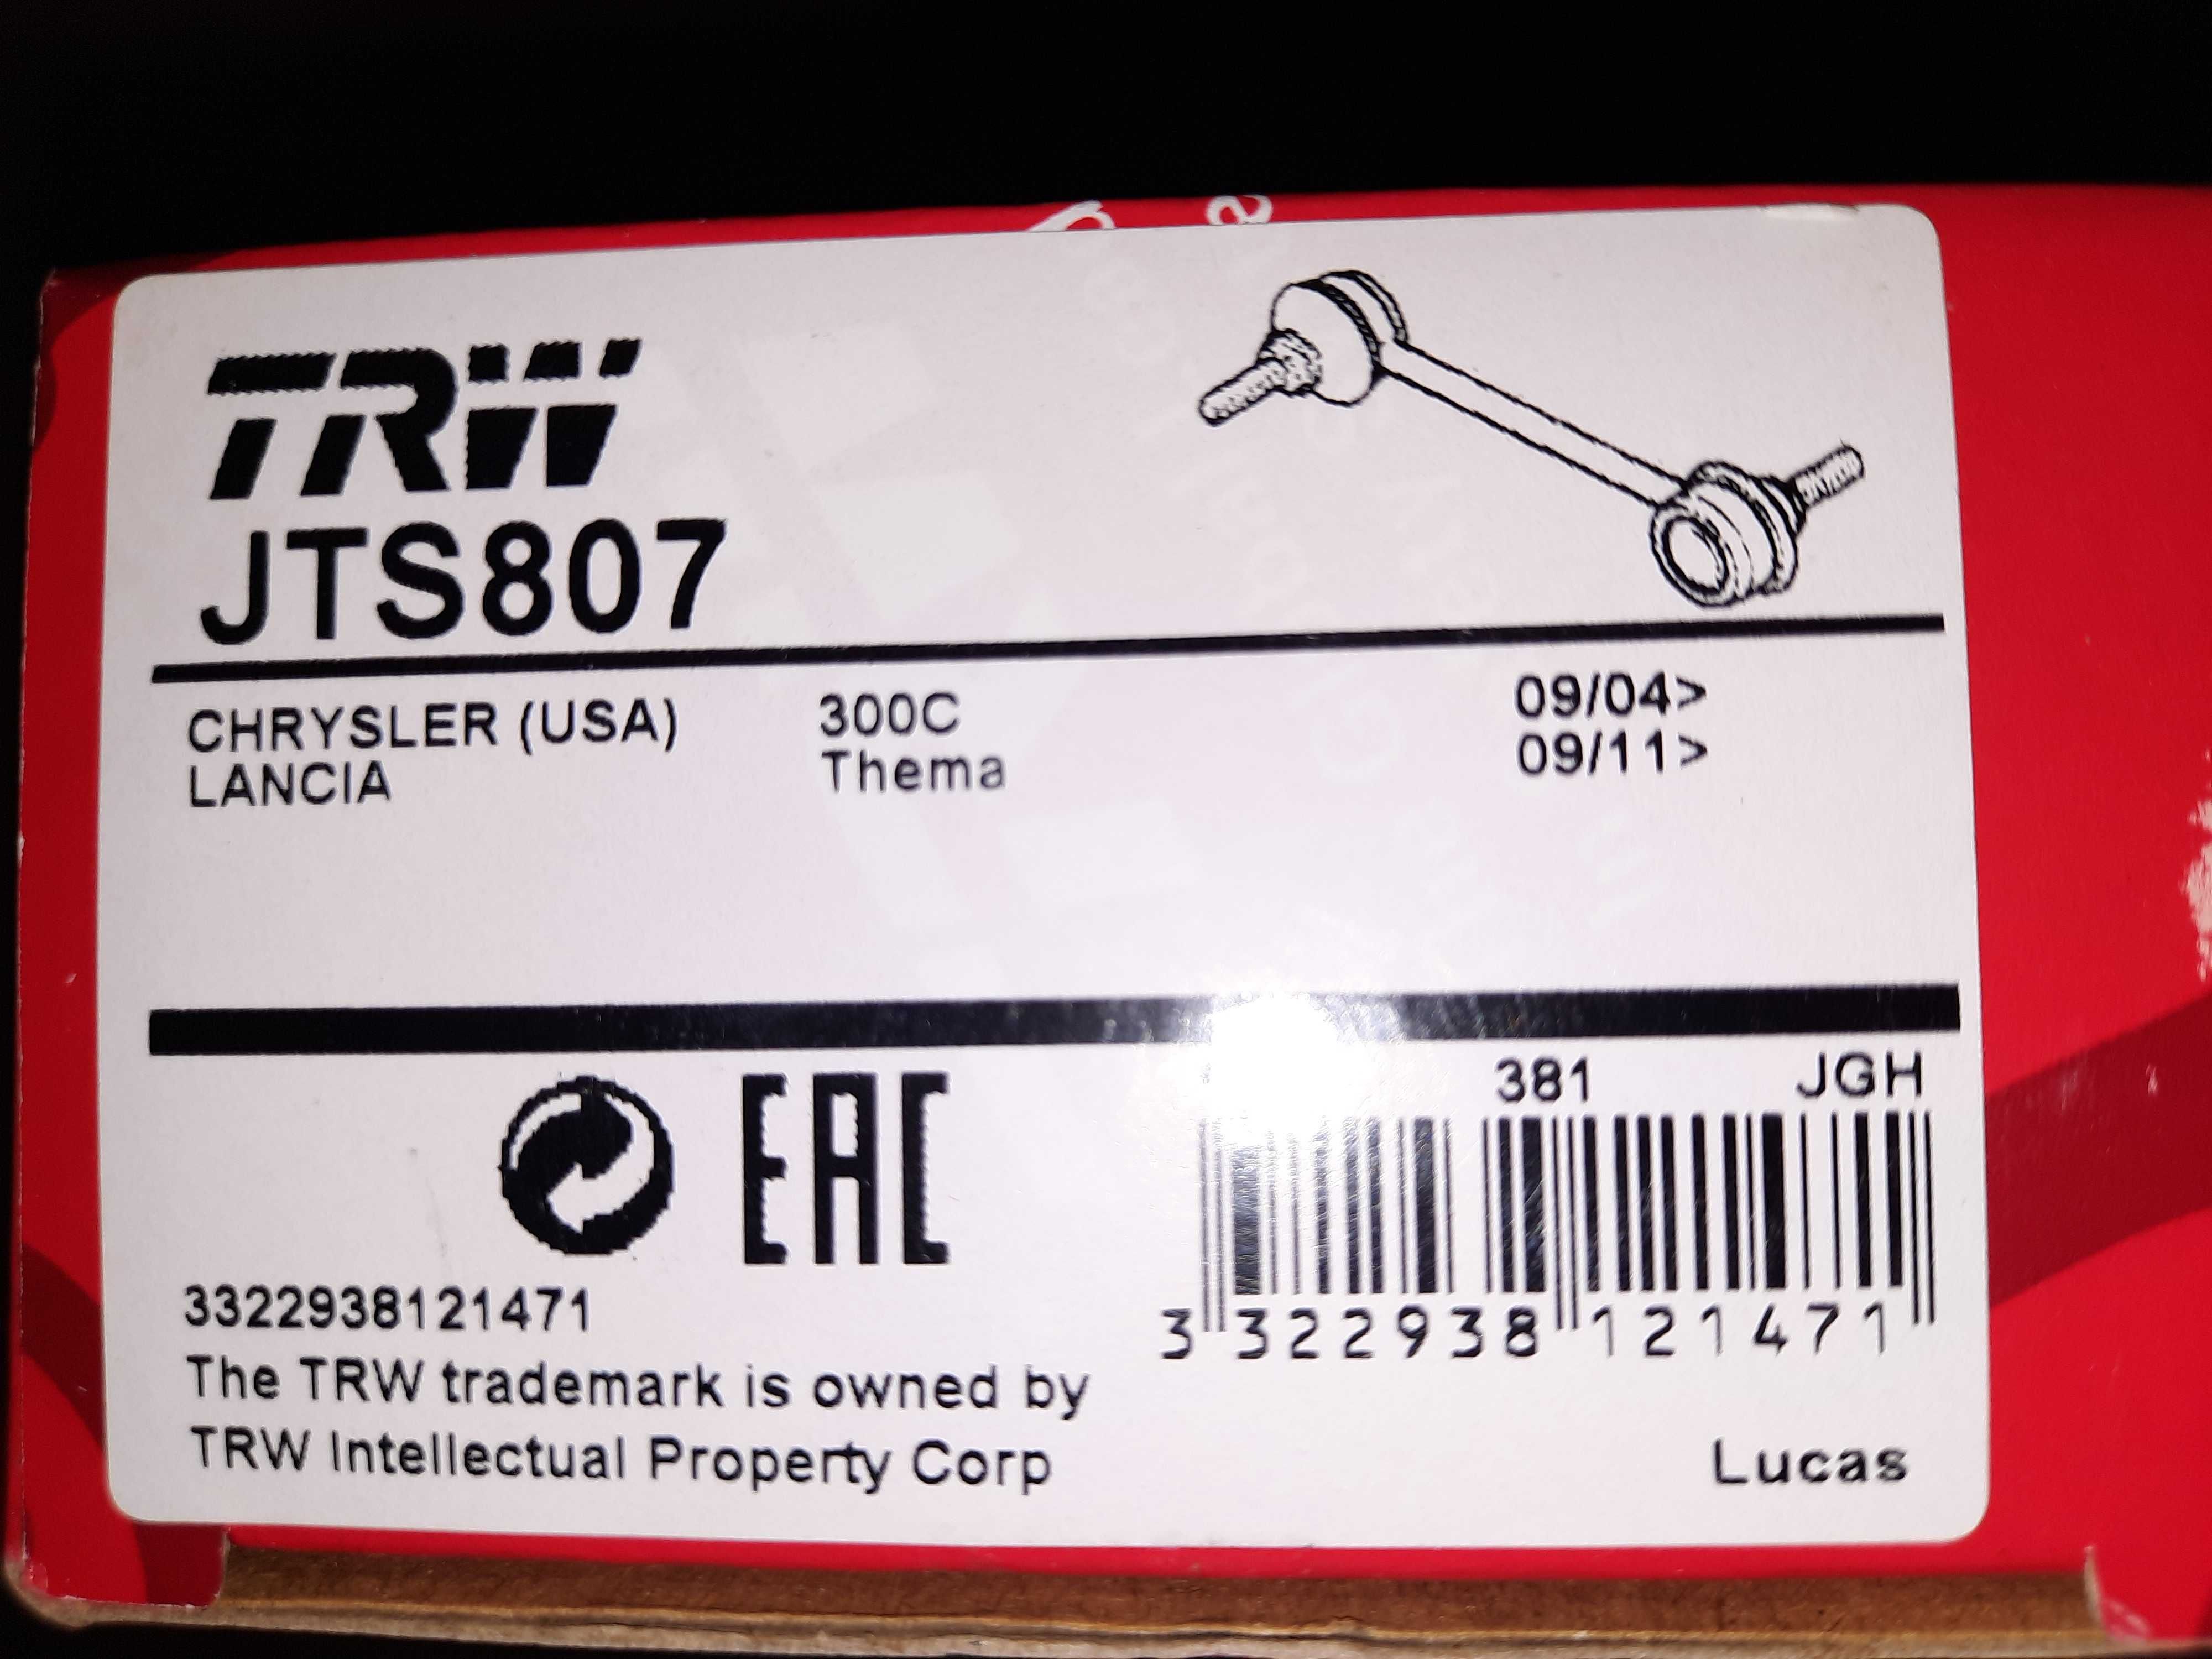 TRW
JTS807
CHRYSLER (USA) 300C 09/04>
LANCIA Thema 09/11>
EAC
381 JGH
3322938121471
3 322938 121471
The TRW trademark is owned by
TRW Intellectual Property Corp
Lucas